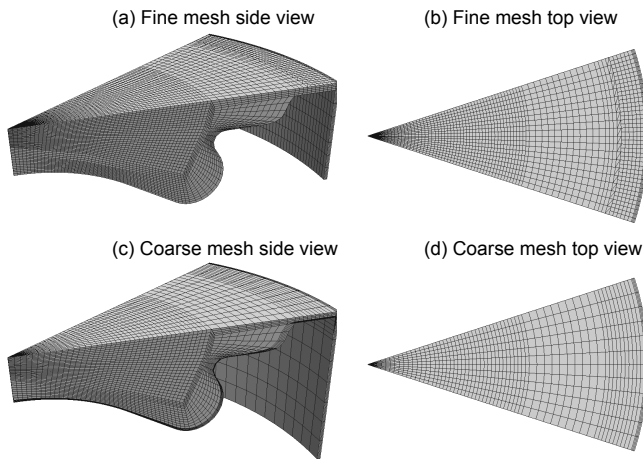 (a) Fine mesh side view
(b) Fine mesh top view
(c) Coarse mesh side view
(d) Coarse mesh top view